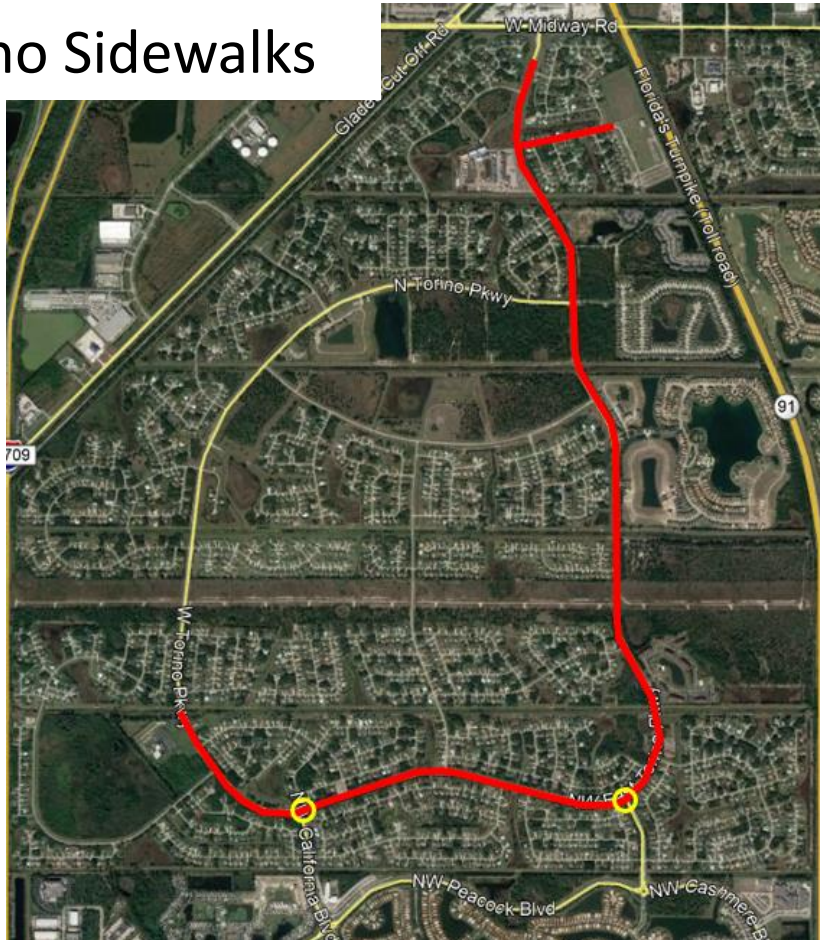 no Sidewalks
W Midway Rd
Glades Cut Off Rd
Florida's Turnpike (Toll road)
N Torino Pkwy
91
709
W Torino Pkwy
N
California Blvd
NW Peacock Blvd
NW Cashmere B